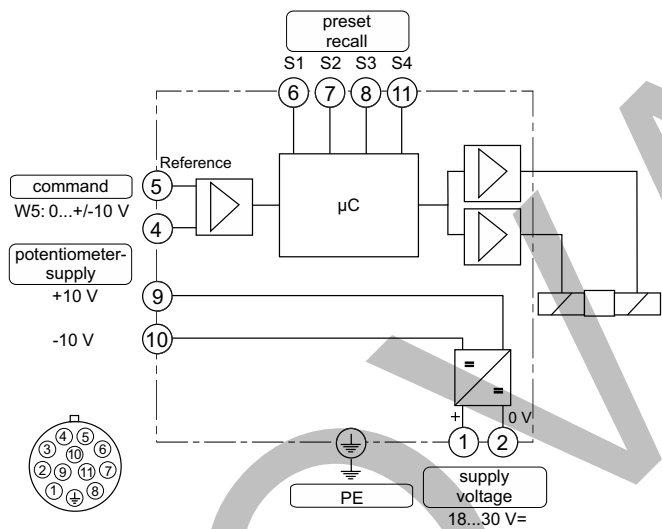 preset
recall
S1 S2 S3 S4
6 7 8 11
Reference
5
command
W5: 0...+/-10 V
4
µC
potentiometer-
supply
+10 V
9
-10 V
10
=
=
+ 0 V
1 2
4 5
3 10 6
2 9 11 7
1 8
PE
supply
voltage
18...30 V=